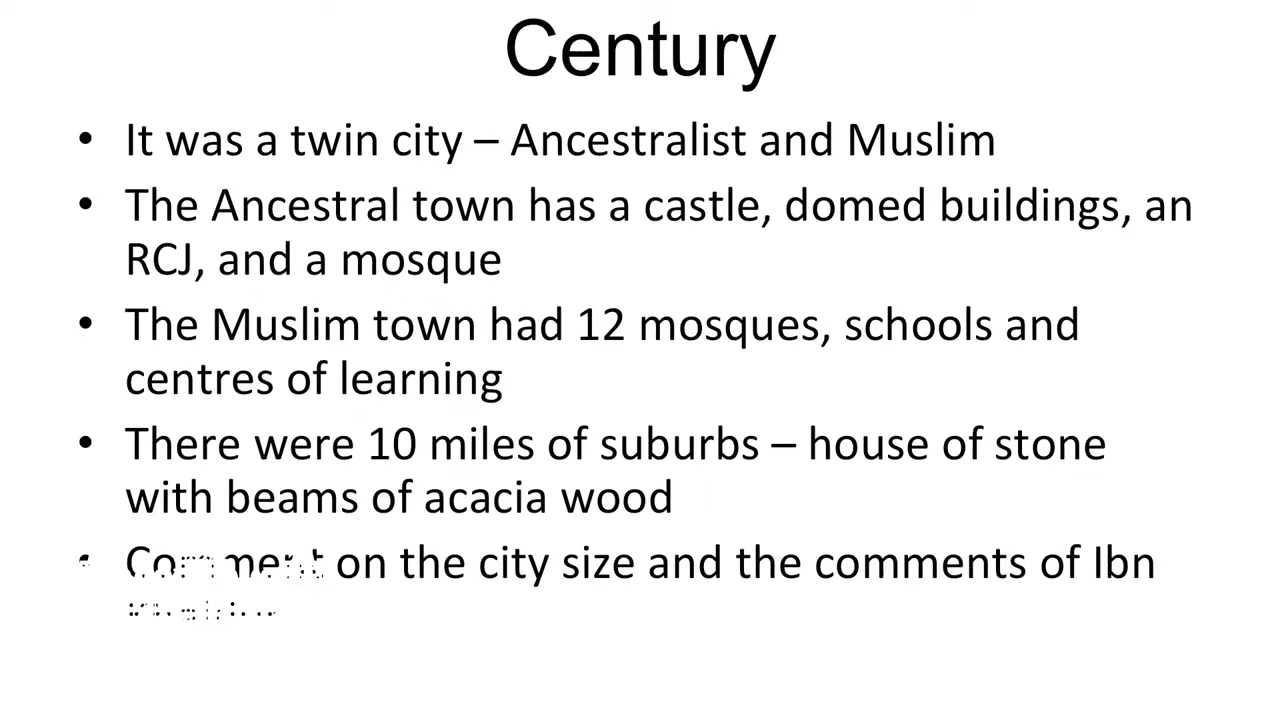 Century
• It was a twin city – Ancestralist and Muslim
• The Ancestral town has a castle, domed buildings, an
RCJ, and a mosque
• The Muslim town had 12 mosques, schools and
centres of learning
• There were 10 miles of suburbs – house of stone
with beams of acacia wood
• Comment on the city size and the comments of Ibn